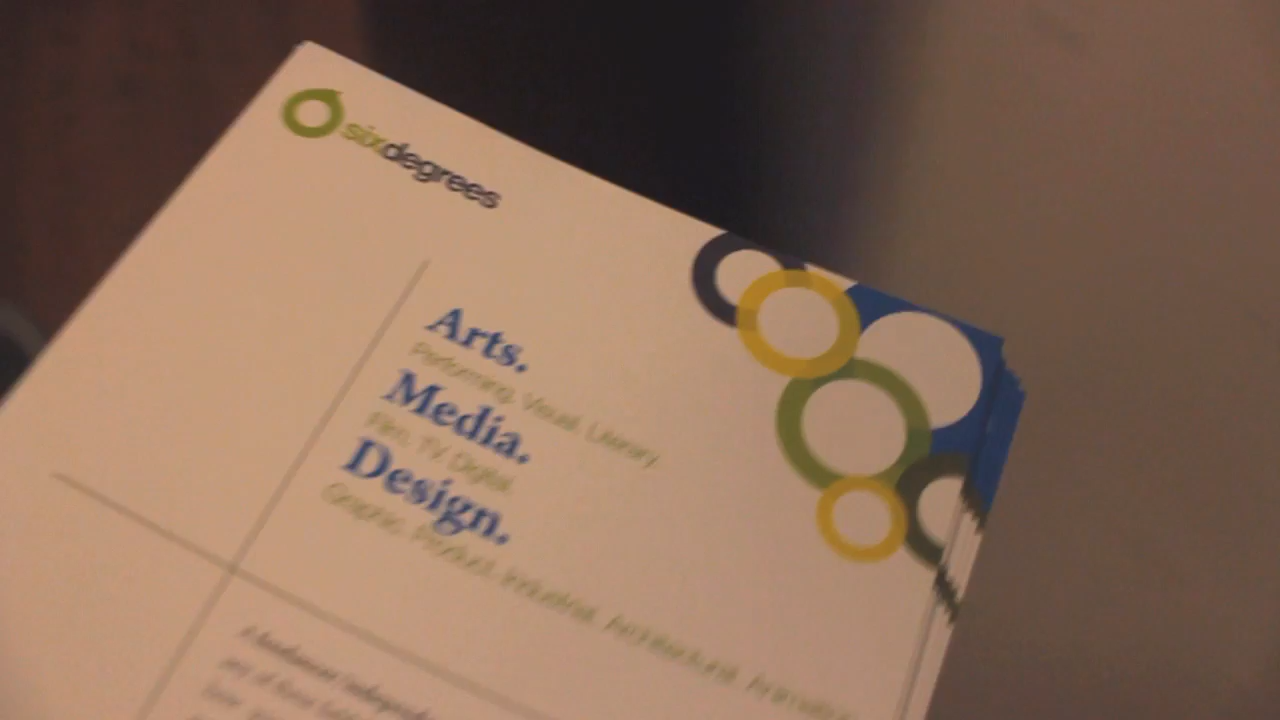 sixdegrees
Arts.
Performing, Visual, Literary.
Media.
Film, TV, Digital.
Design.
Graphic, Product, Industrial, Architectural,